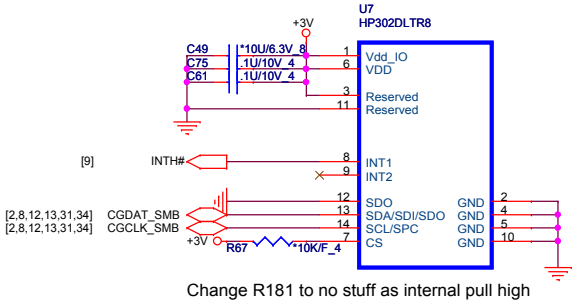 U7
HP302DLTR8
+3V
C49 *10U/6.3V_8 1 Vdd_IO
C75 .1U/10V_4 6 VDD
C61 .1U/10V_4
3 Reserved
11 Reserved
[9] INTH# 8 INT1
9 INT2
12 SDO GND 2
[2,8,12,13,31,34] CGDAT_SMB 13 SDA/SDI/SDO GND 4
[2,8,12,13,31,34] CGCLK_SMB 14 SCL/SPC GND 5
+3V R67 *10K/F_4 7 CS GND 10
Change R181 to no stuff as internal pull high